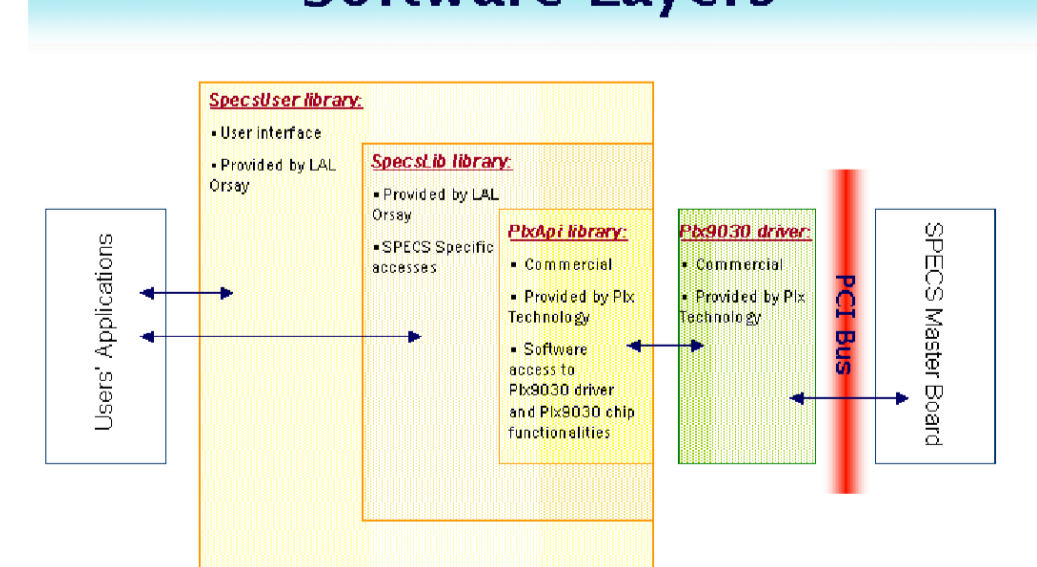 Software Layers
SpecsUser library:
▪ User interface
▪ Provided by LAL
Orsay
SpecsLib library:
▪ Provided by LAL
Orsay
▪ SPECS Specific
accesses
PlxApi library:
▪ Commercial
▪ Provided by Plx
Technology
▪ Software
access to
Plx9030 driver
and Plx9030 chip
functionalities
Plx9030 driver:
▪ Commercial
▪ Provided by Plx
Technology
Users' Applications
PCI Bus
SPECS Master Board